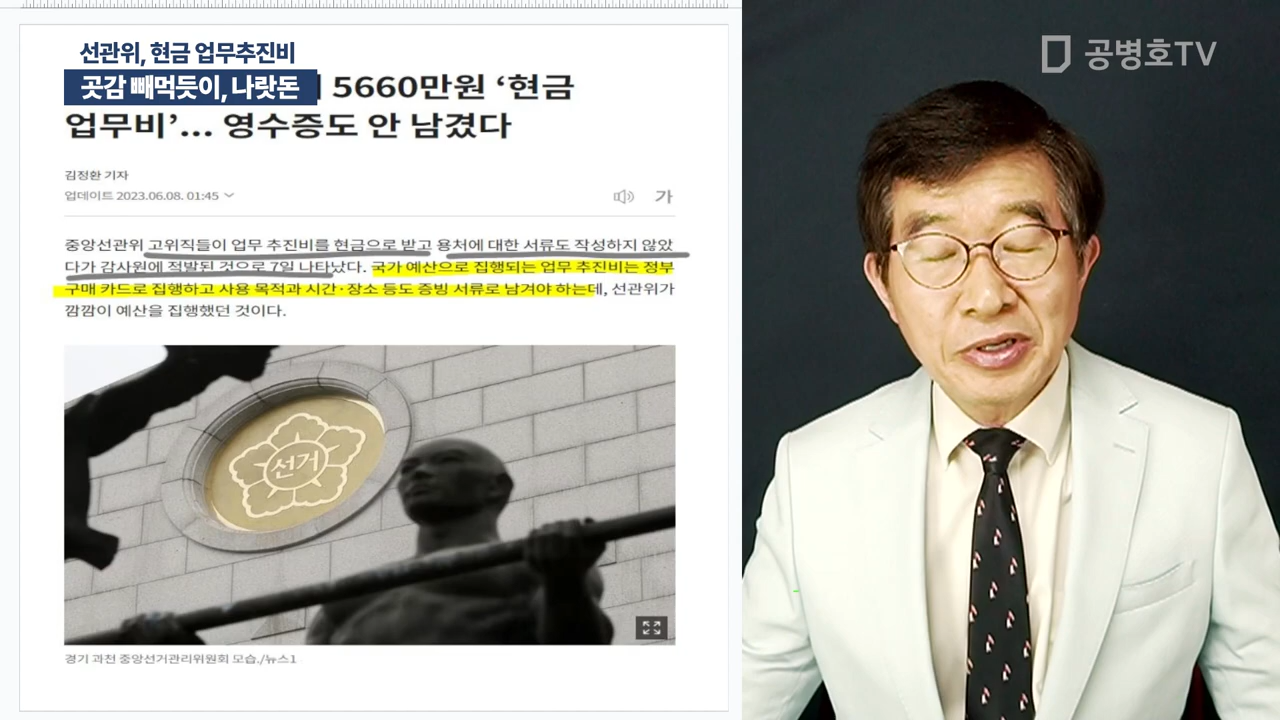 선관위, 현금 업무추진비
곳감 빼먹듯이, 나랏돈
5660만원 ‘현금
업무비’... 영수증도 안 남겼다
김정환 기자
업데이트 2023.06.08. 01:45
가
중앙선관위 고위직들이 업무 추진비를 현금으로 받고 용처에 대한 서류도 작성하지 않았
다가 감사원에 적발된 것으로 7일 나타났다. 국가 예산으로 집행되는 업무 추진비는 정부
구매 카드로 집행하고 사용 목적과 시간·장소 등도 증빙 서류로 남겨야 하는데, 선관위가
깜깜이 예산을 집행했던 것이다.
선거
경기 과천 중앙선거관리위원회 모습./뉴스1
공병호TV